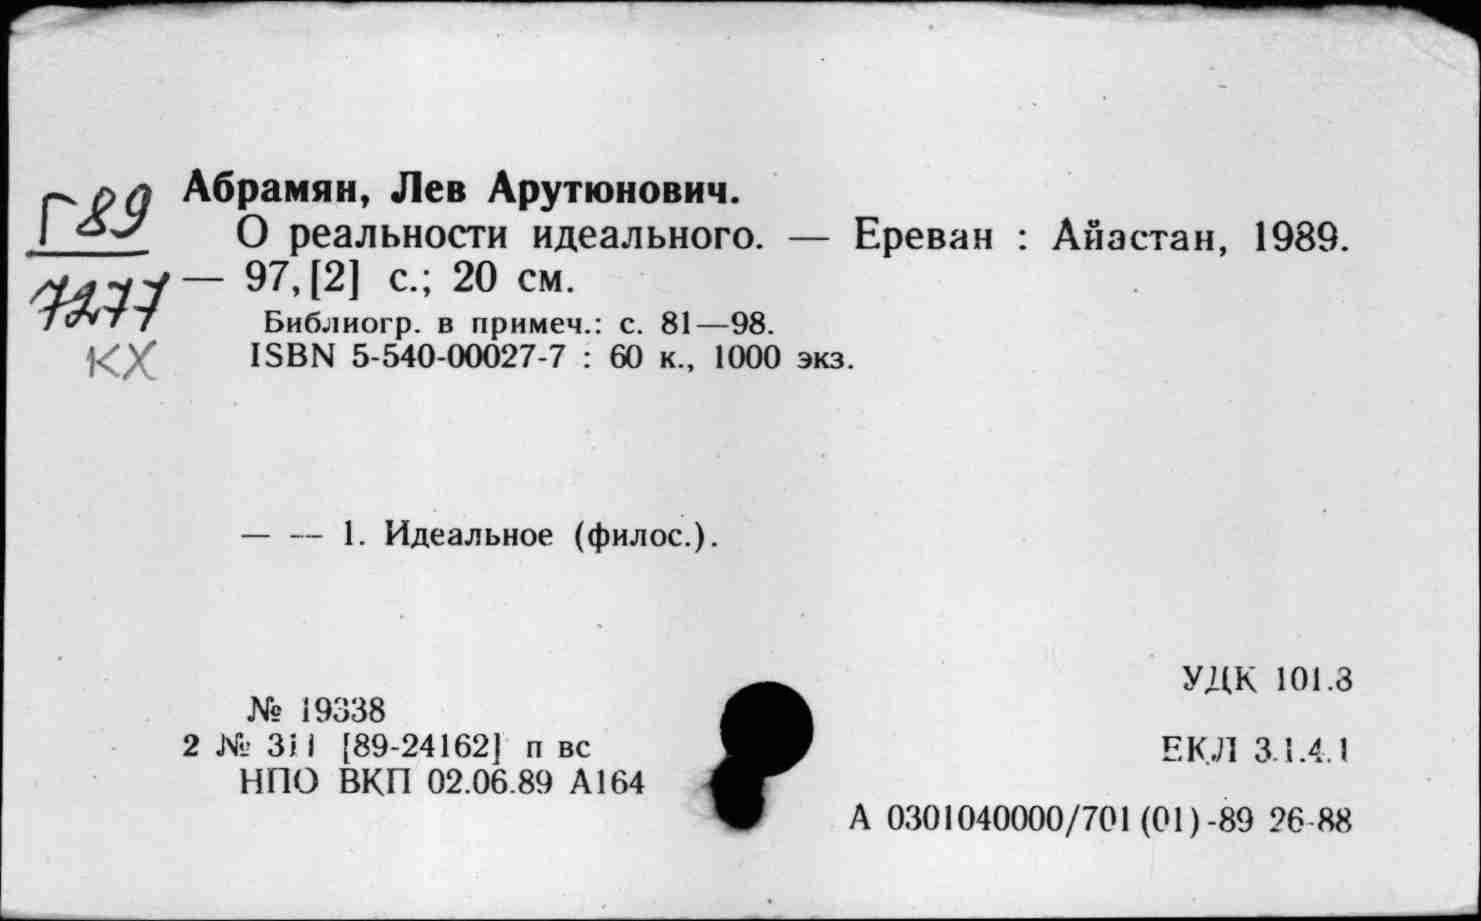 Г89
КХ
Абрамян, Лев Арутюнович.
О реальности идеального. — Ереван : Айастан, 1989.
— 97,[2] с.; 20 см.
Библиогр. в примеч.: с. 81—98.
ISBN 5-540-00027-7 : 60 к., 1000 экз.
— — 1. Идеальное (филос.).
№ 19338
2 № 311 [89-24162] п вс
НПО ВКП 02.06.89 А164
УДК 101.3
ЕКЛ 3.1.4.1
А 0301040000/701(01)-89 26-88